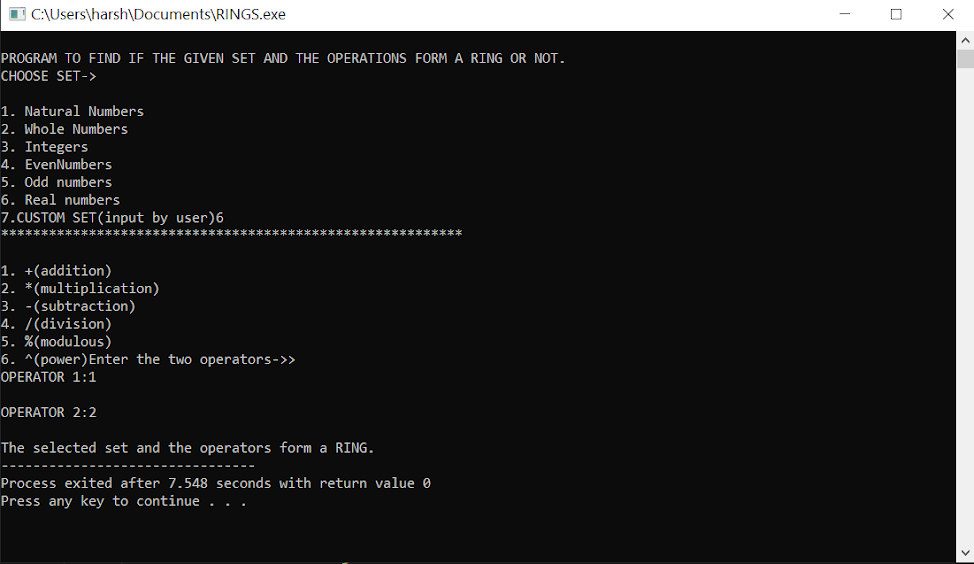 C:\Users\harsh\Documents\RINGS.exe
PROGRAM TO FIND IF THE GIVEN SET AND THE OPERATIONS FORM A RING OR NOT.
CHOOSE SET->
1. Natural Numbers
2. Whole Numbers
3. Integers
4. EvenNumbers
5. Odd numbers
6. Real numbers
7.CUSTOM SET(input by user)6
**********************************************************
1. +(addition)
2. *(multiplication)
3. -(subtraction)
4. /(division)
5. %(modulous)
6. ^(power)Enter the two operators->>
OPERATOR 1:1
OPERATOR 2:2
The selected set and the operators form a RING.
--------------------------------
Process exited after 7.548 seconds with return value 0
Press any key to continue . . .